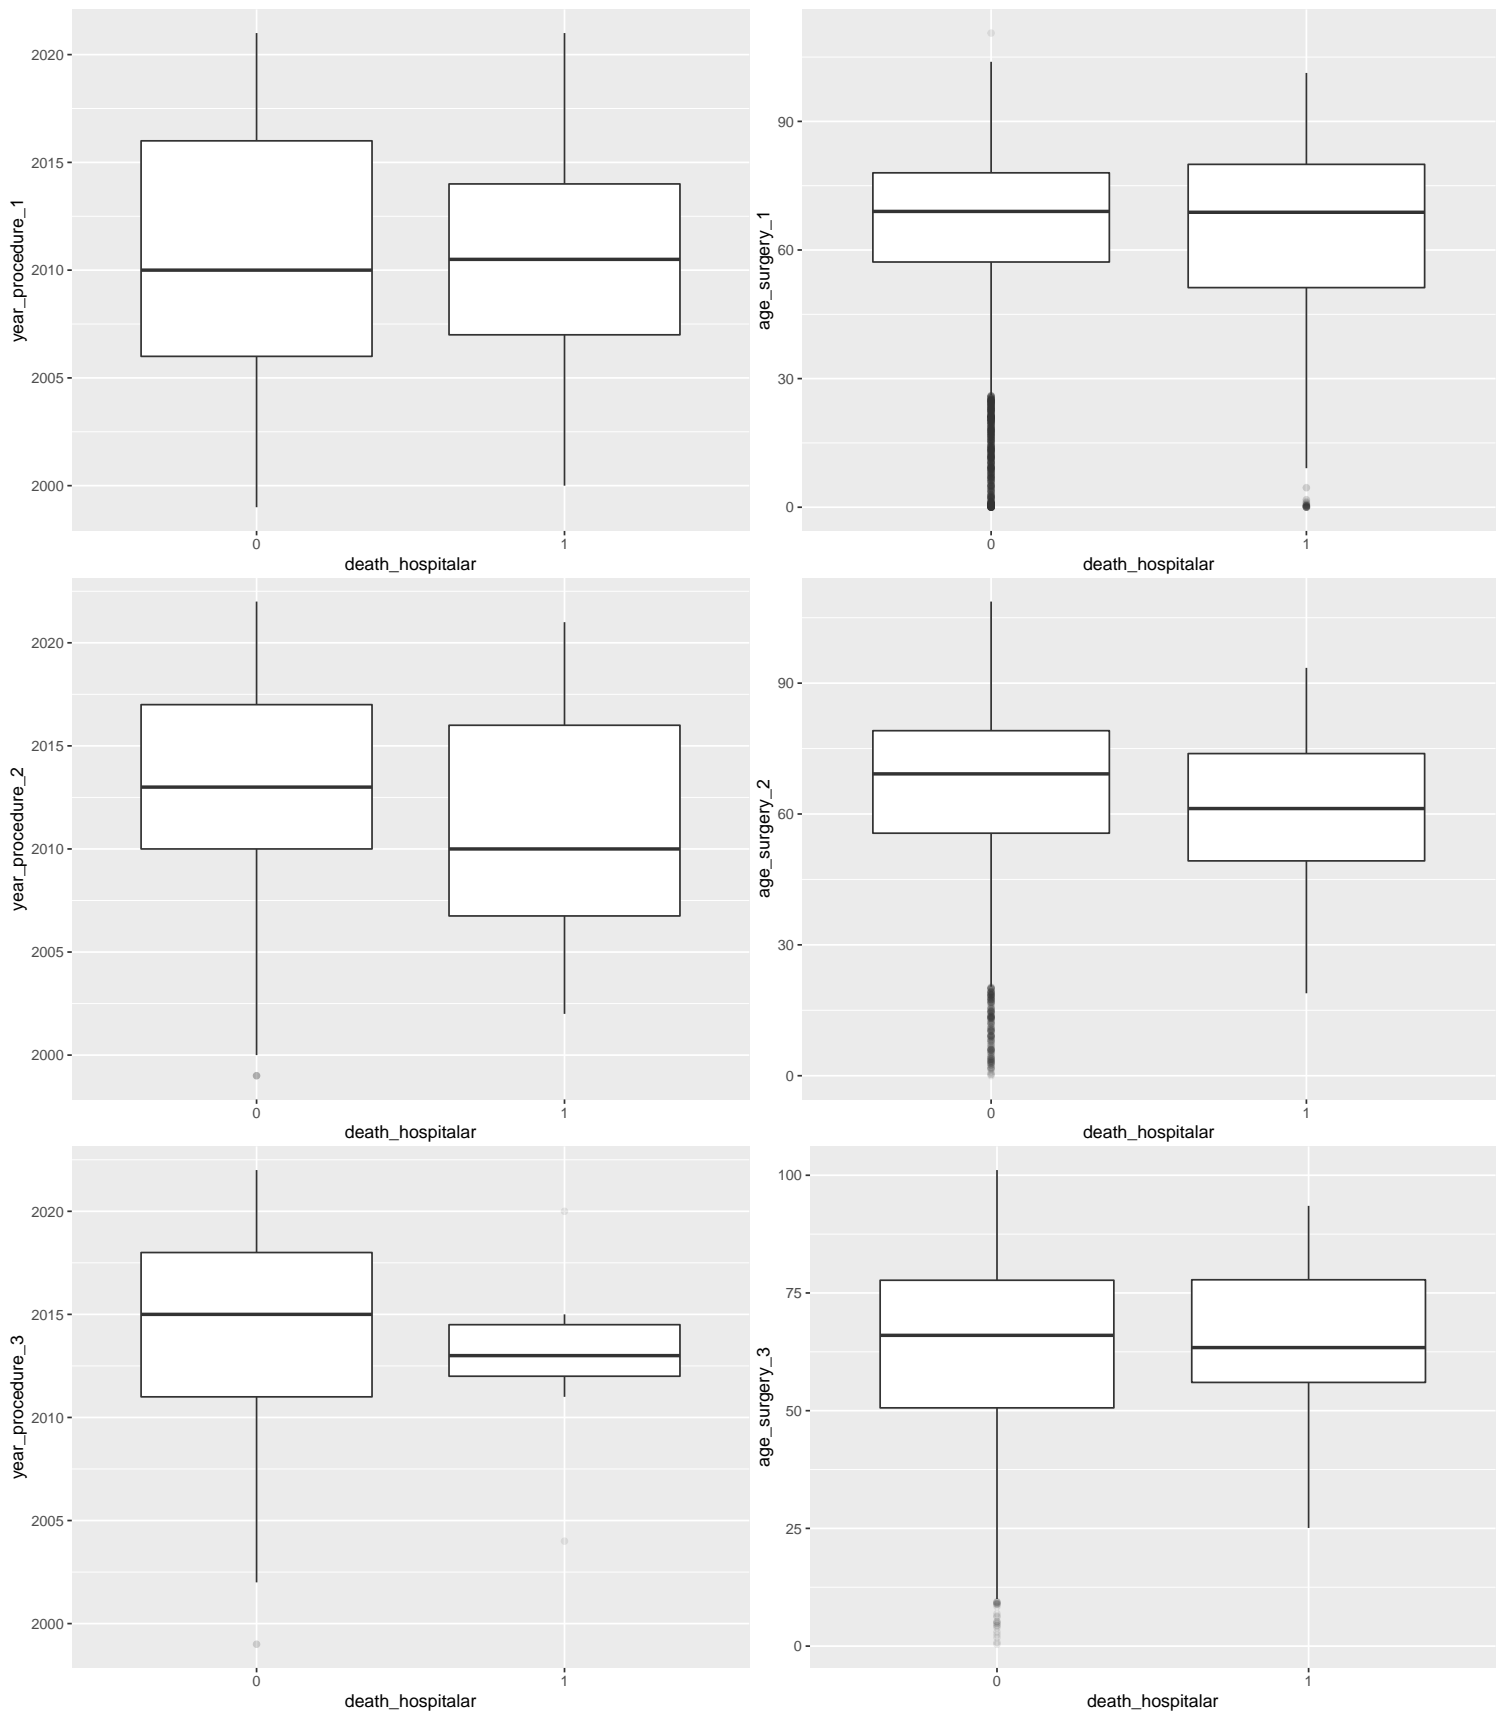 year_procedure_1
2020
2015
2010
2005
2000
0 1
death_hospitalar
age_surgery_1
90
60
30
0
0 1
death_hospitalar
year_procedure_2
2020
2015
2010
2005
2000
0 1
death_hospitalar
age_surgery_2
90
60
30
0
0 1
death_hospitalar
year_procedure_3
2020
2015
2010
2005
2000
0 1
death_hospitalar
age_surgery_3
100
75
50
25
0
0 1
death_hospitalar